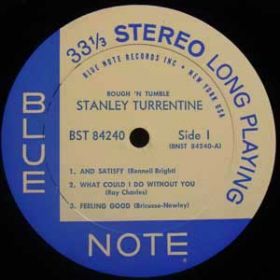 33⅓ STEREO LONG PLAYING
BLUE NOTE RECORDS INC • NEW YORK USA
ROUGH 'N TUMBLE
STANLEY TURRENTINE
BST 84240 Side 1
(BNST 84240-A)
1. AND SATISFY (Ronnell Bright)
2. WHAT COULD I DO WITHOUT YOU
(Ray Charles)
3. FEELING GOOD (Bricusse-Newley)
BLUE
NOTE